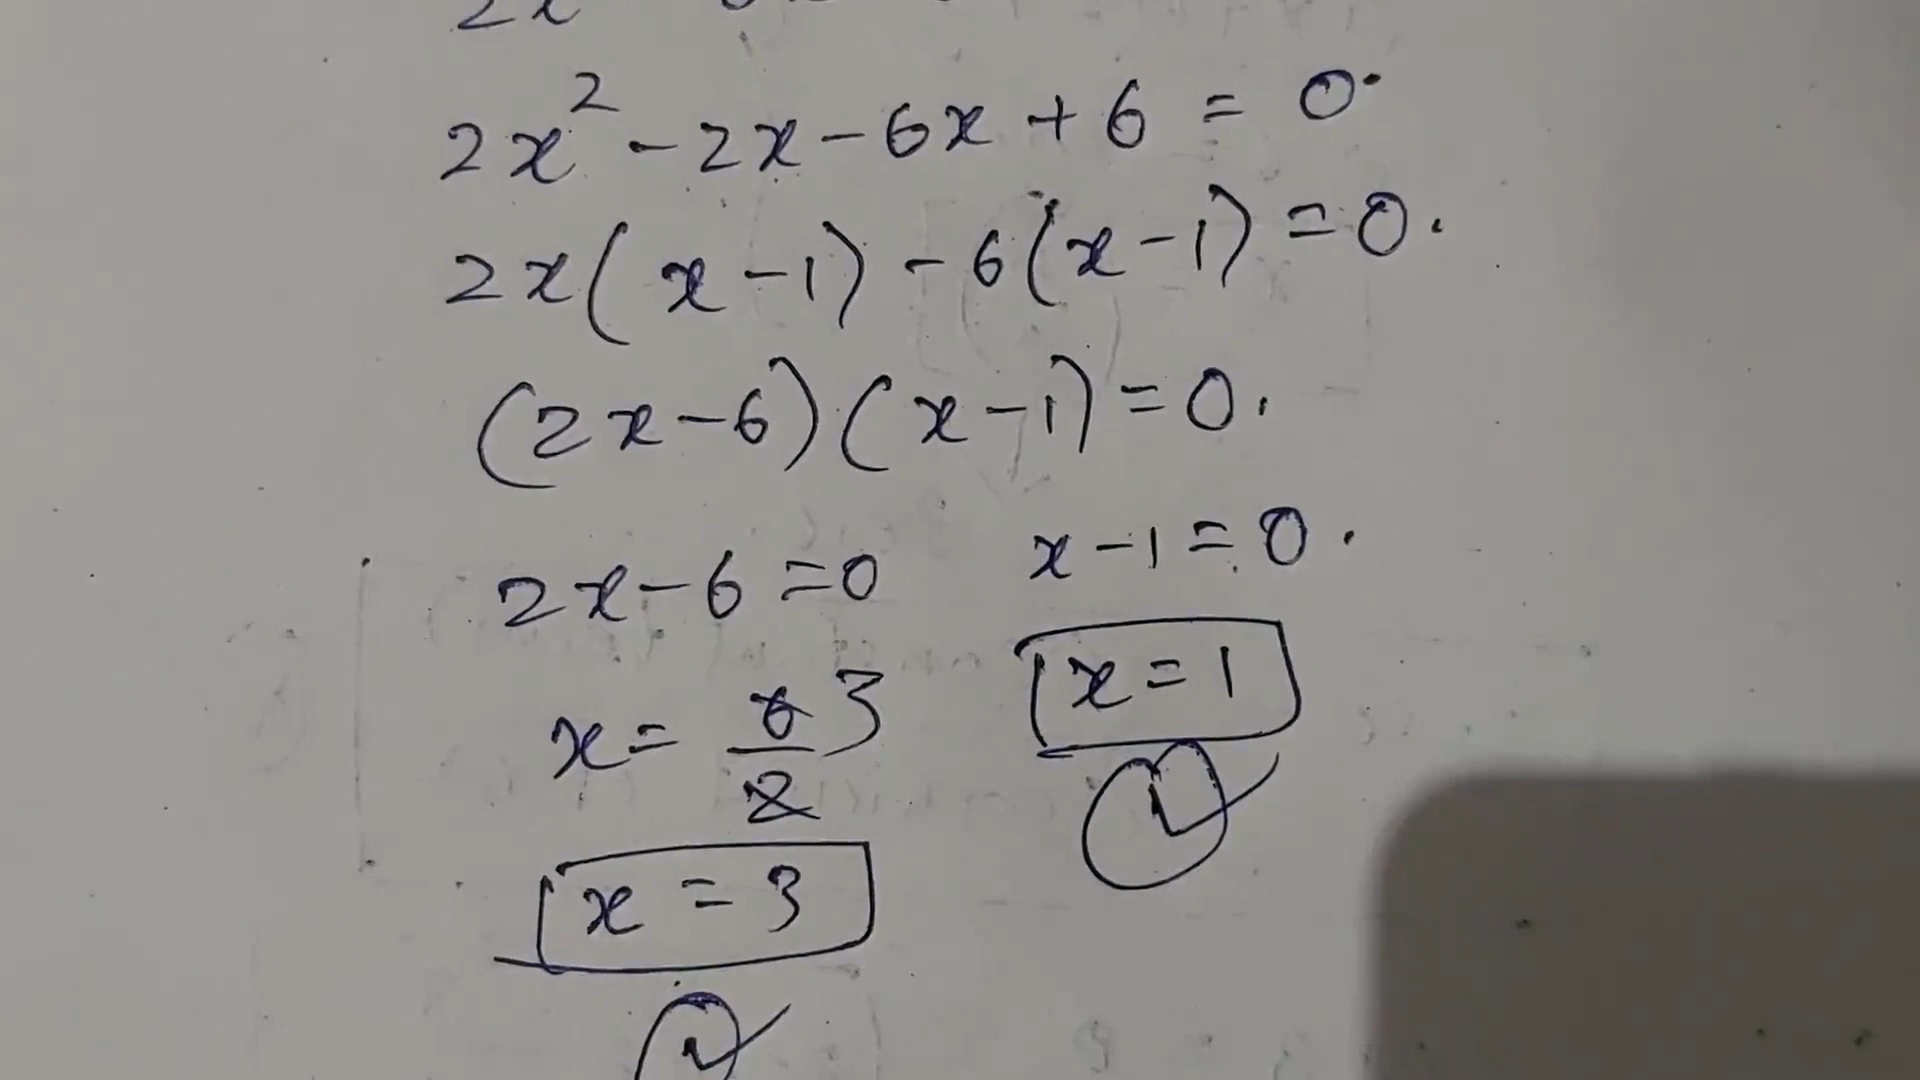 2x² - 2x - 6x + 6 = 0.
2x(x-1) - 6(x-1) = 0.
(2x-6)(x-1) = 0.
2x-6=0 x-1=0.
x = 6/2 3 x=1
x = 3